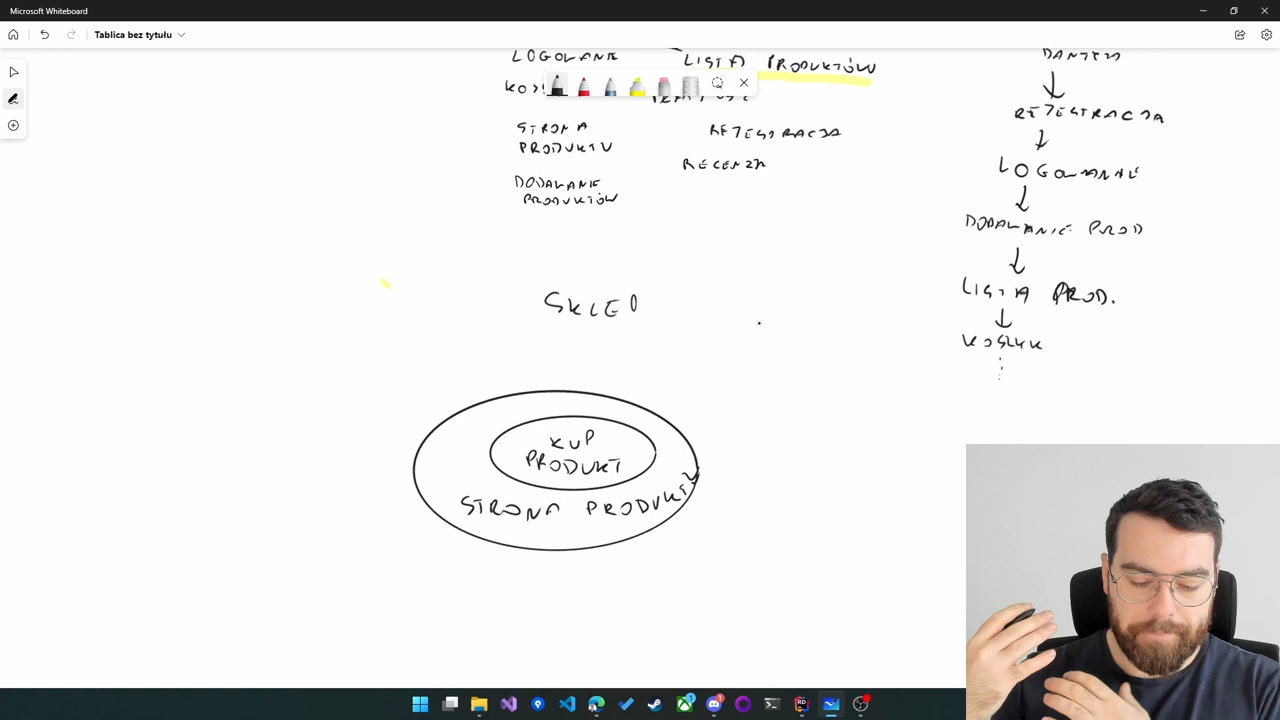 Microsoft Whiteboard
Tablica bez tytułu
LOGOWANIE
LISTA PRODUKTÓW
STRONA
PRODUKTU
REJESTRACJA
RECENZJA
DODAWANIE
PRODUKTÓW
REJESTRACJA
LOGOWANIE
DODAWANIE PROD
LISTA PROD.
KOSZYK
SKLEP
KUP
PRODUKT
STRONA PRODUKTU